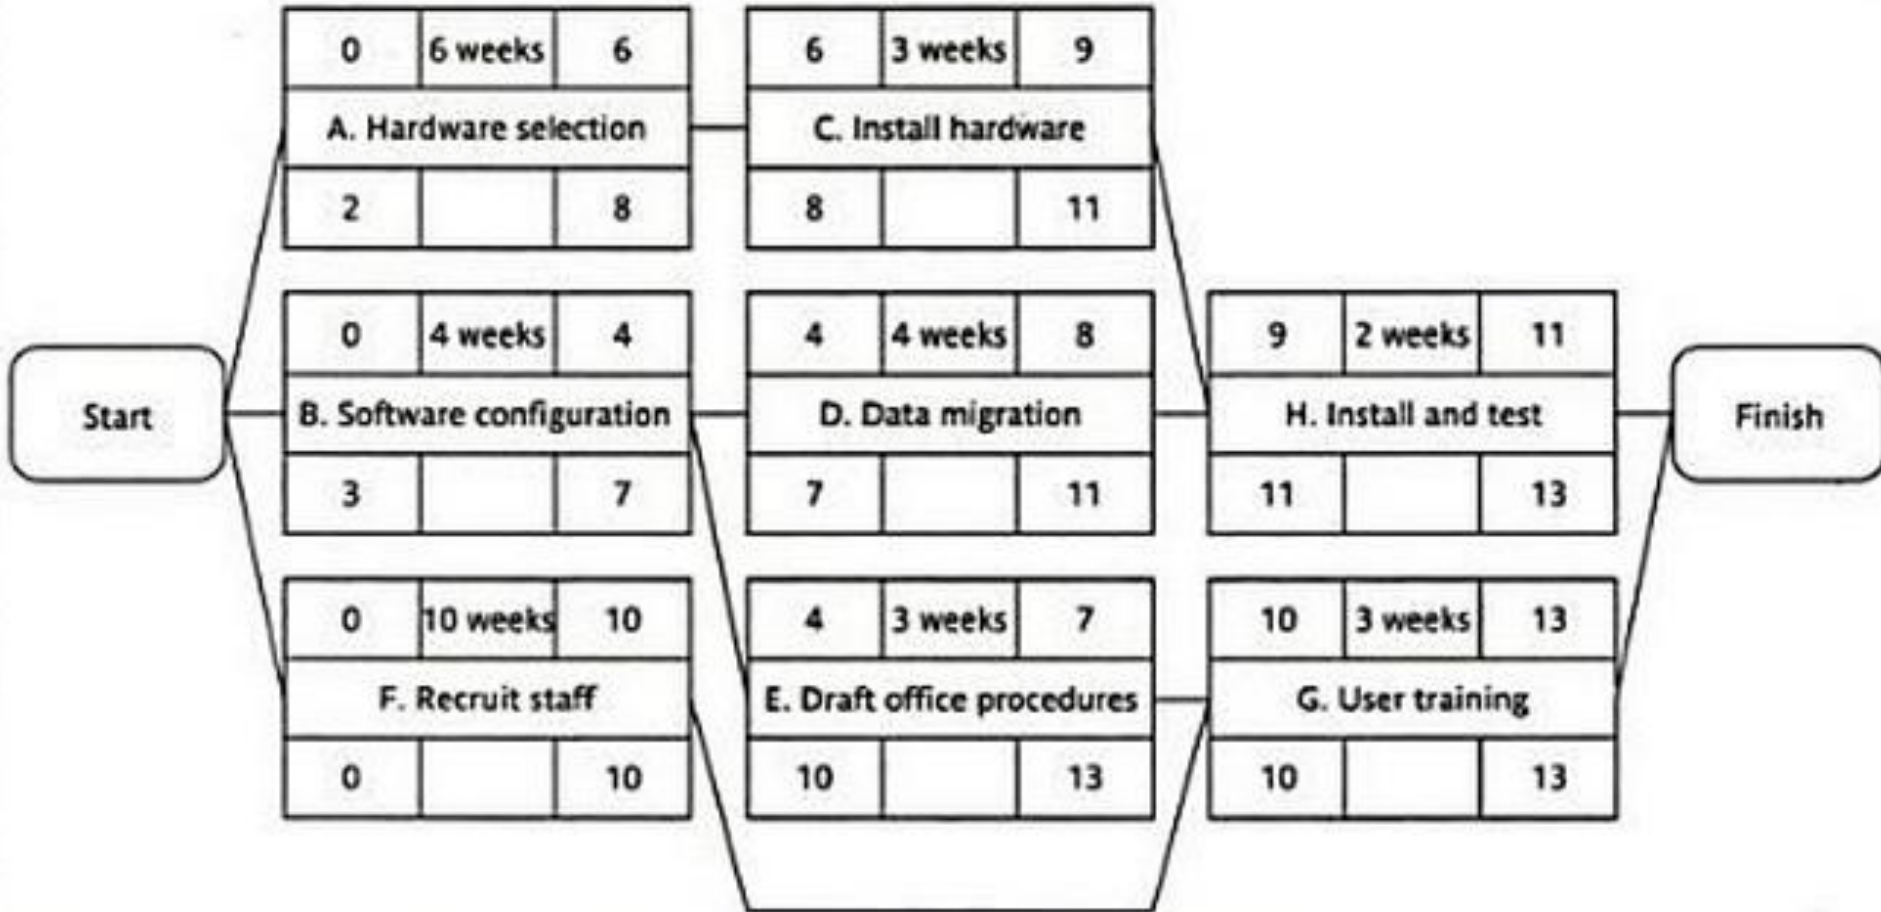 0 6 weeks 6
A. Hardware selection
2 8
6 3 weeks 9
C. Install hardware
8 11
Start
0 4 weeks 4
B. Software configuration
3 7
4 4 weeks 8
D. Data migration
7 11
9 2 weeks 11
H. Install and test
11 13
Finish
0 10 weeks 10
F. Recruit staff
0 10
4 3 weeks 7
E. Draft office procedures
10 13
10 3 weeks 13
G. User training
10 13